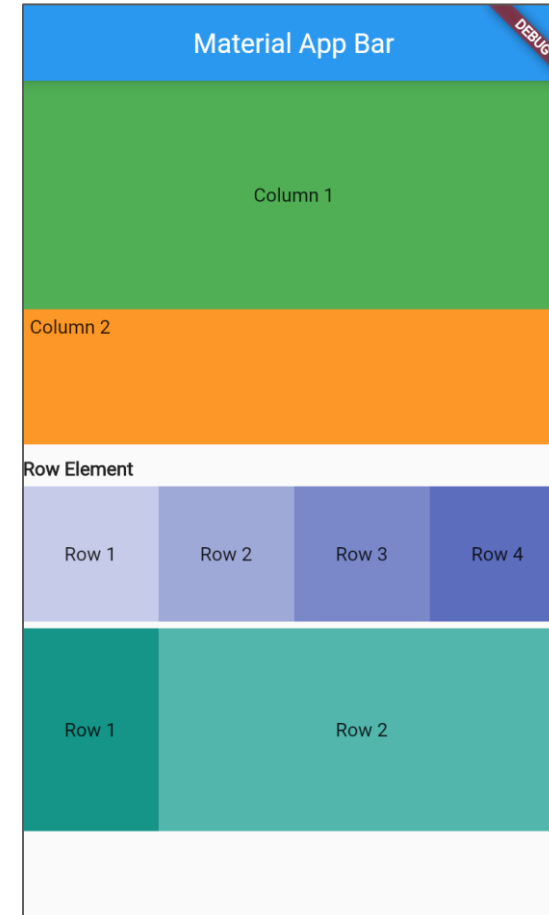 Material App Bar
DEBUG
Column 1
Column 2
Row Element
Row 1 Row 2 Row 3 Row 4
Row 1 Row 2